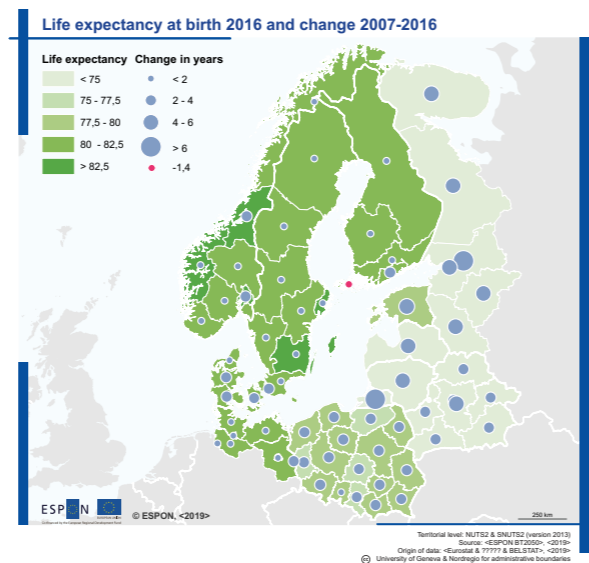 Life expectancy at birth 2016 and change 2007-2016
Life expectancy
< 75
75 - 77,5
77,5 - 80
80 - 82,5
> 82,5
Change in years
< 2
2 - 4
4 - 6
> 6
-1,4
ESPON
© ESPON, <2019>
250 km
Territorial level: NUTS2 & SNUTS2 (version 2013)
Source: <ESPON BT2050>, <2019>
Origin of data: <Eurostat & ????? & BELSTAT>, <2019>
cc University of Geneva & Nordregio for administrative boundaries